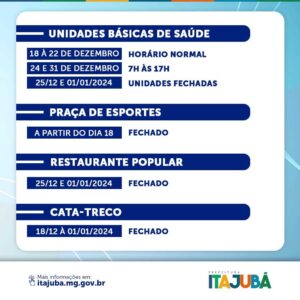 UNIDADES BÁSICAS DE SAÚDE
18 À 22 DE DEZEMBRO HORÁRIO NORMAL
24 E 31 DE DEZEMBRO 7H ÀS 17H
25/12 E 01/01/2024 UNIDADES FECHADAS
PRAÇA DE ESPORTES
A PARTIR DO DIA 18 FECHADO
RESTAURANTE POPULAR
25/12 E 01/01/2024 FECHADO
CATA-TRECO
18/12 À 01/01/2024 FECHADO
Mais informações em:
itajuba.mg.gov.br
PREFEITURA
ITAJUBÁ